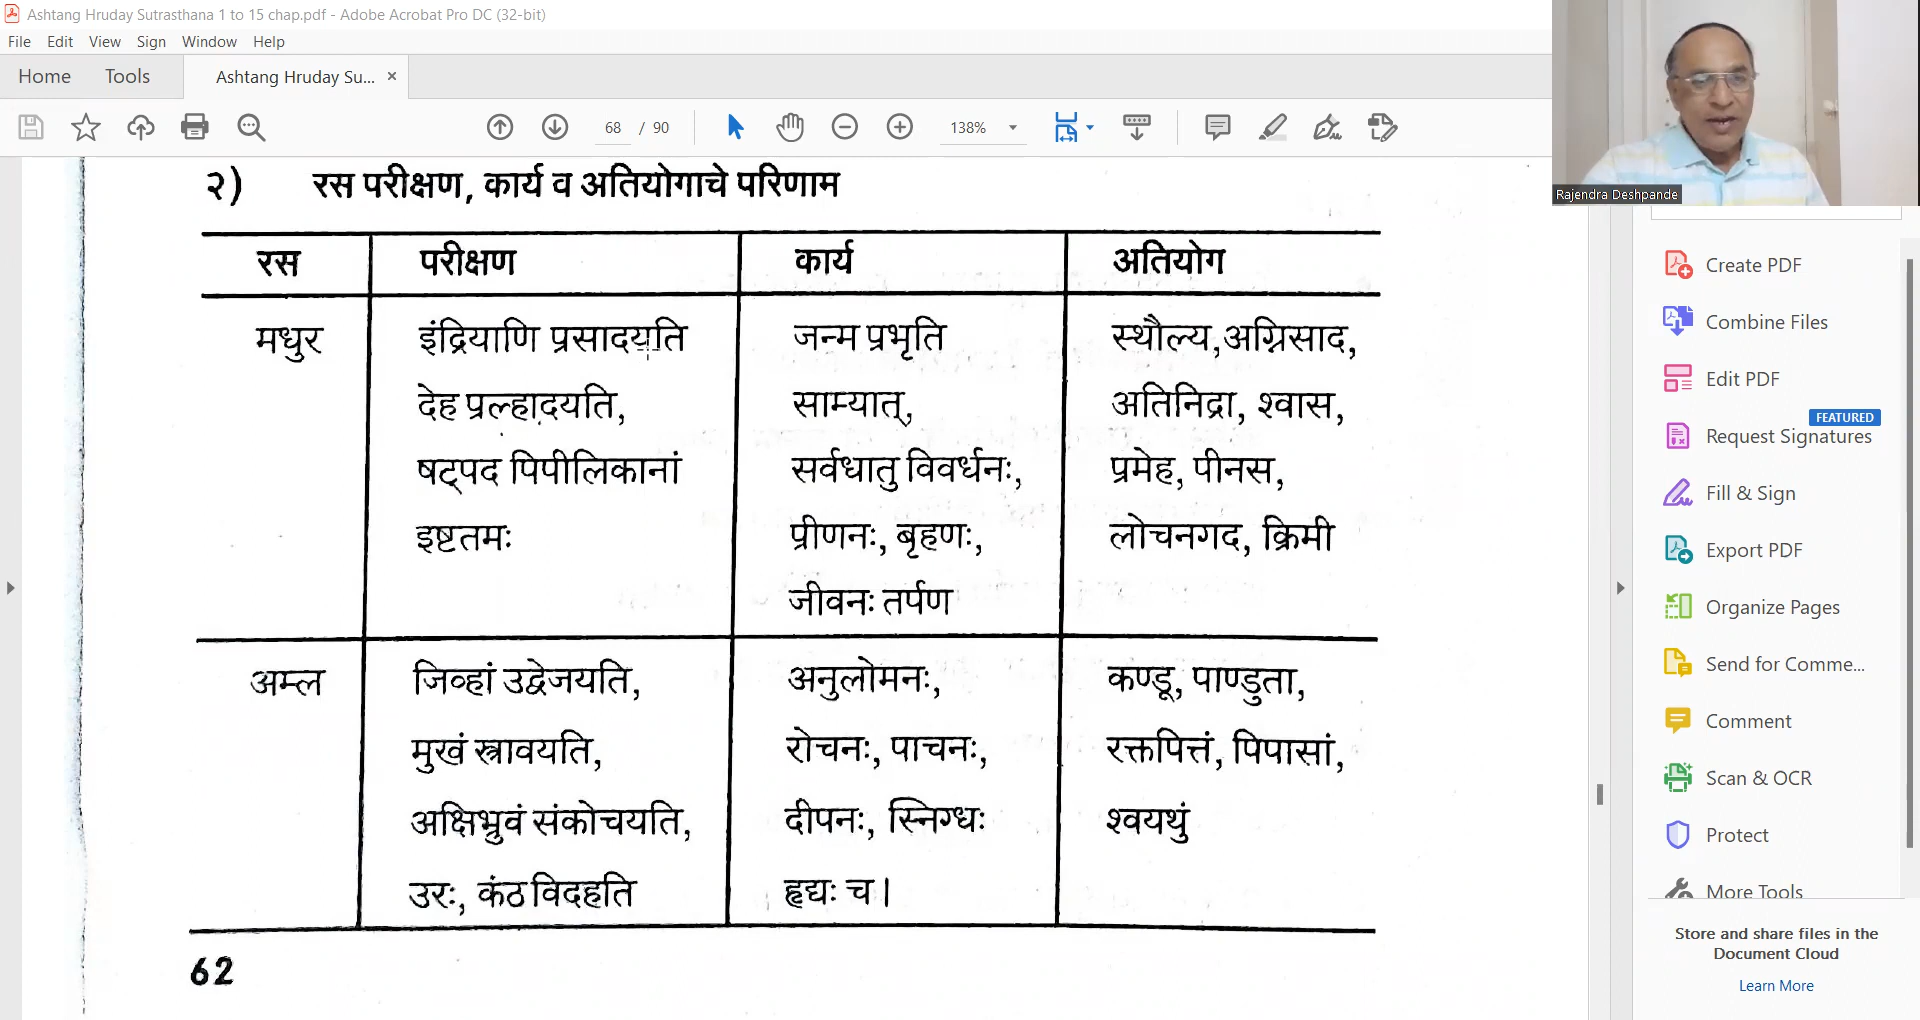 Ashtang Hruday Sutrasthana 1 to 15 chap.pdf - Adobe Acrobat Pro DC (32-bit)
File Edit View Sign Window Help
Home Tools Ashtang Hruday Su... ×
68 / 90 138%
Rajendra Deshpande
२) रस परीक्षण, कार्य व अतियोगाचे परिणाम
रस परीक्षण कार्य अतियोग
मधुर इंद्रियाणि प्रसादयति जन्म प्रभृति स्थौल्य,अग्निसाद,
देह प्रल्हादयति, साम्यात्, अतिनिद्रा, श्वास,
षट्पद पिपीलिकानां सर्वधातु विवर्धनः, प्रमेह, पीनस,
इष्टतमः प्रीणनः, बृहणः, लोचनगद, क्रिमी
जीवनः तर्पण
अम्ल जिव्हां उद्वेजयति, अनुलोमनः, कण्डू, पाण्डुता,
मुखं स्त्रावयति, रोचनः, पाचनः, रक्तपित्तं, पिपासां,
अक्षिभ्रुवं संकोचयति, दीपनः, स्निग्धः श्वयथुं
उरः, कंठ विदहति हृद्यः च।
62
Create PDF
Combine Files
Edit PDF
FEATURED
Request Signatures
Fill & Sign
Export PDF
Organize Pages
Send for Comme...
Comment
Scan & OCR
Protect
More Tools
Store and share files in the
Document Cloud
Learn More